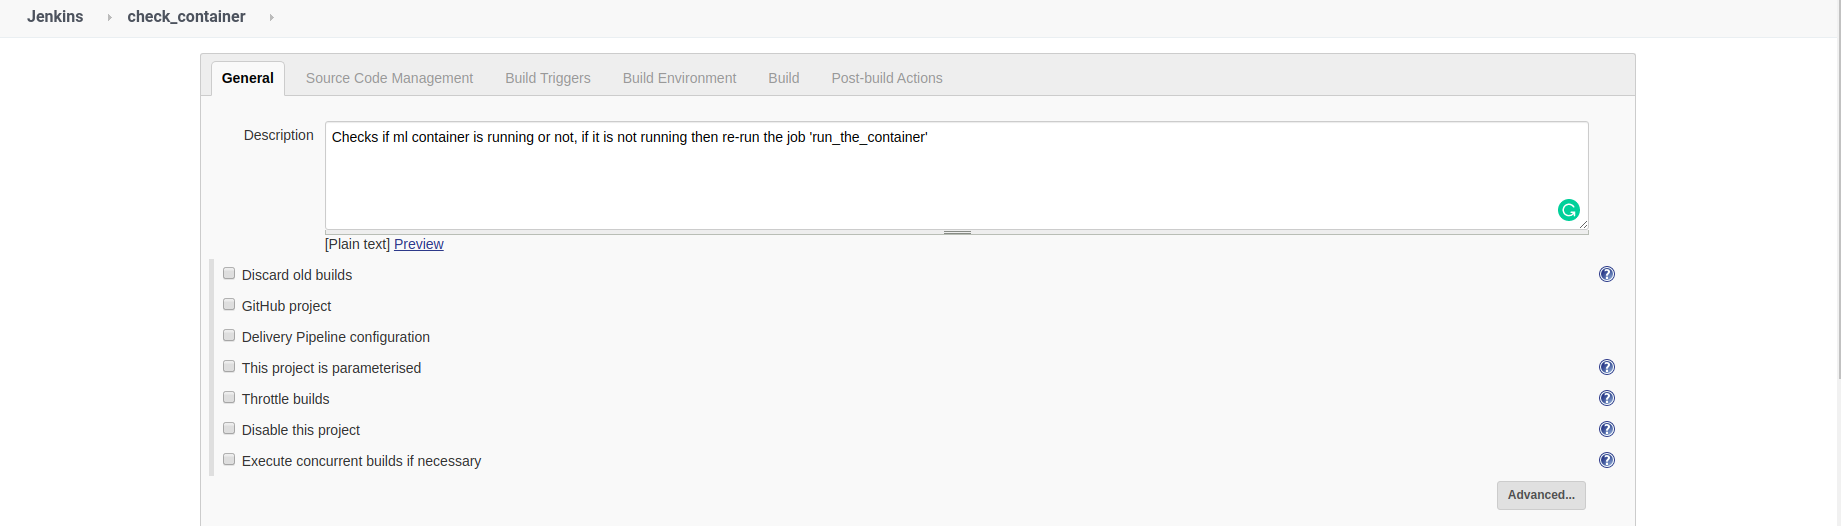 Jenkins check_container
General Source Code Management Build Triggers Build Environment Build Post-build Actions
Description
Checks if ml container is running or not, if it is not running then re-run the job 'run_the_container'
[Plain text] Preview
Discard old builds
GitHub project
Delivery Pipeline configuration
This project is parameterised
Throttle builds
Disable this project
Execute concurrent builds if necessary
Advanced...